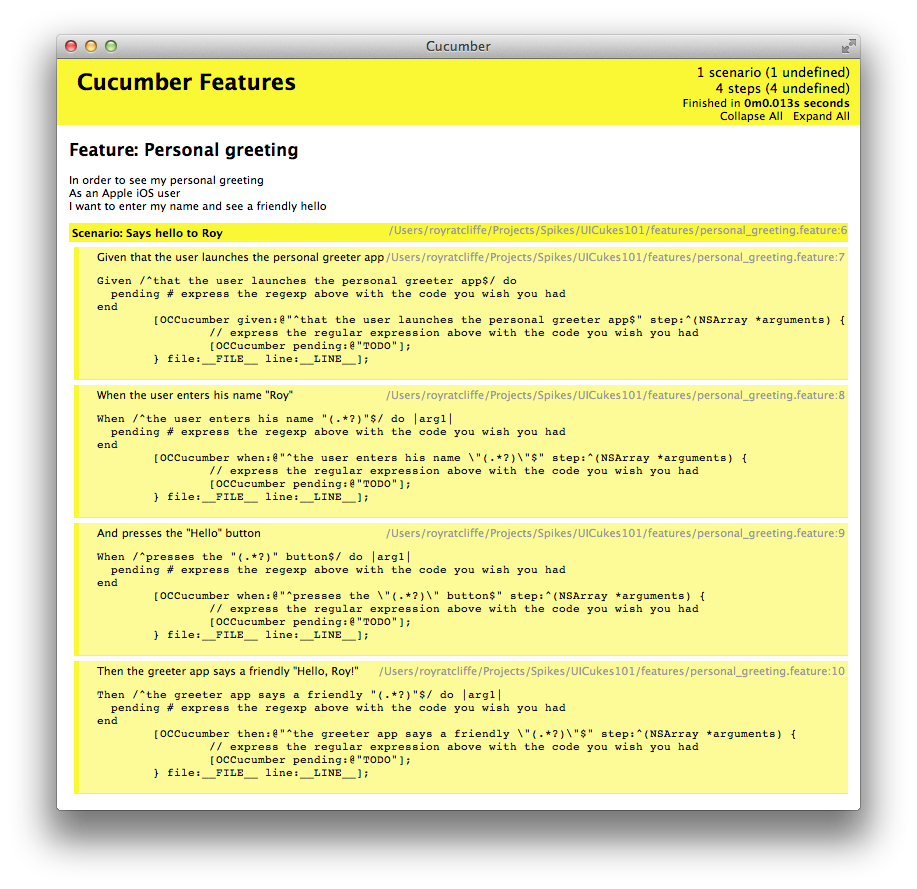 Cucumber
Cucumber Features
1 scenario (1 undefined)
4 steps (4 undefined)
Finished in 0m0.013s seconds
Collapse All Expand All
Feature: Personal greeting
In order to see my personal greeting
As an Apple iOS user
I want to enter my name and see a friendly hello
Scenario: Says hello to Roy /Users/royratcliffe/Projects/Spikes/UICukes101/features/personal_greeting.feature:6
Given that the user launches the personal greeter app /Users/royratcliffe/Projects/Spikes/UICukes101/features/personal_greeting.feature:7
Given /^that the user launches the personal greeter app$/ do
  pending # express the regexp above with the code you wish you had
end
        [OCCucumber given:@"^that the user launches the personal greeter app$" step:^(NSArray *arguments) {
                // express the regular expression above with the code you wish you had
                [OCCucumber pending:@"TODO"];
        } file:__FILE__ line:__LINE__];
When the user enters his name "Roy" /Users/royratcliffe/Projects/Spikes/UICukes101/features/personal_greeting.feature:8
When /^the user enters his name "(.*?)"$/ do |arg1|
  pending # express the regexp above with the code you wish you had
end
        [OCCucumber when:@"^the user enters his name \"(.*?)\"$" step:^(NSArray *arguments) {
                // express the regular expression above with the code you wish you had
                [OCCucumber pending:@"TODO"];
        } file:__FILE__ line:__LINE__];
And presses the "Hello" button /Users/royratcliffe/Projects/Spikes/UICukes101/features/personal_greeting.feature:9
When /^presses the "(.*?)" button$/ do |arg1|
  pending # express the regexp above with the code you wish you had
end
        [OCCucumber when:@"^presses the \"(.*?)\" button$" step:^(NSArray *arguments) {
                // express the regular expression above with the code you wish you had
                [OCCucumber pending:@"TODO"];
        } file:__FILE__ line:__LINE__];
Then the greeter app says a friendly "Hello, Roy!" /Users/royratcliffe/Projects/Spikes/UICukes101/features/personal_greeting.feature:10
Then /^the greeter app says a friendly "(.*?)"$/ do |arg1|
  pending # express the regexp above with the code you wish you had
end
        [OCCucumber then:@"^the greeter app says a friendly \"(.*?)\"$" step:^(NSArray *arguments) {
                // express the regular expression above with the code you wish you had
                [OCCucumber pending:@"TODO"];
        } file:__FILE__ line:__LINE__];